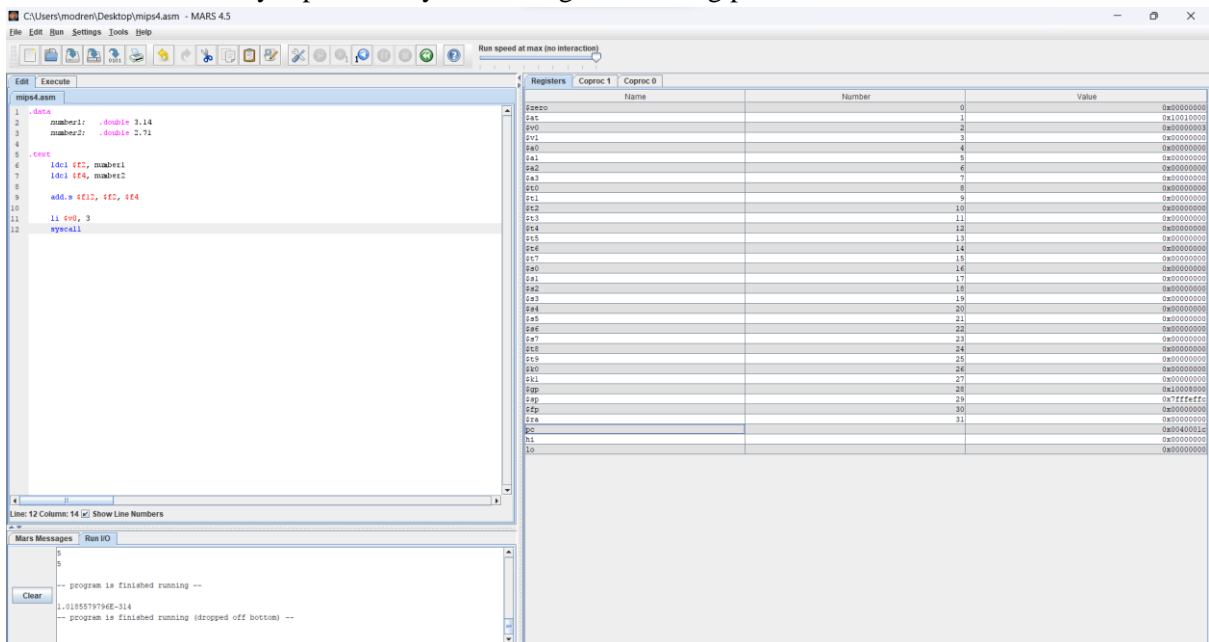 C:\Users\modren\Desktop\mips4.asm - MARS 4.5
File Edit Run Settings Tools Help
Run speed at max (no interaction)
Edit Execute
mips4.asm
1 .data
2 number1: .double 3.14
3 number2: .double 2.71
4
5 .text
6 ldc1 $f2, number1
7 ldc1 $f4, number2
8
9 add.s $f12, $f2, $f4
10
11 li $v0, 3
12 syscall
Line: 12 Column: 14 Show Line Numbers
Mars Messages Run I/O
5
5
-- program is finished running --
Clear
1.0185579796E-314
-- program is finished running (dropped off bottom) --
Registers Coproc 1 Coproc 0
Name Number Value
$zero 0 0x00000000
$at 1 0x10010000
$v0 2 0x00000003
$v1 3 0x00000000
$a0 4 0x00000000
$a1 5 0x00000000
$a2 6 0x00000000
$a3 7 0x00000000
$t0 8 0x00000000
$t1 9 0x00000000
$t2 10 0x00000000
$t3 11 0x00000000
$t4 12 0x00000000
$t5 13 0x00000000
$t6 14 0x00000000
$t7 15 0x00000000
$s0 16 0x00000000
$s1 17 0x00000000
$s2 18 0x00000000
$s3 19 0x00000000
$s4 20 0x00000000
$s5 21 0x00000000
$s6 22 0x00000000
$s7 23 0x00000000
$t8 24 0x00000000
$t9 25 0x00000000
$k0 26 0x00000000
$k1 27 0x00000000
$gp 28 0x10008000
$sp 29 0x7fffeffc
$fp 30 0x00000000
$ra 31 0x00000000
pc 0x0040001c
hi 0x00000000
lo 0x00000000